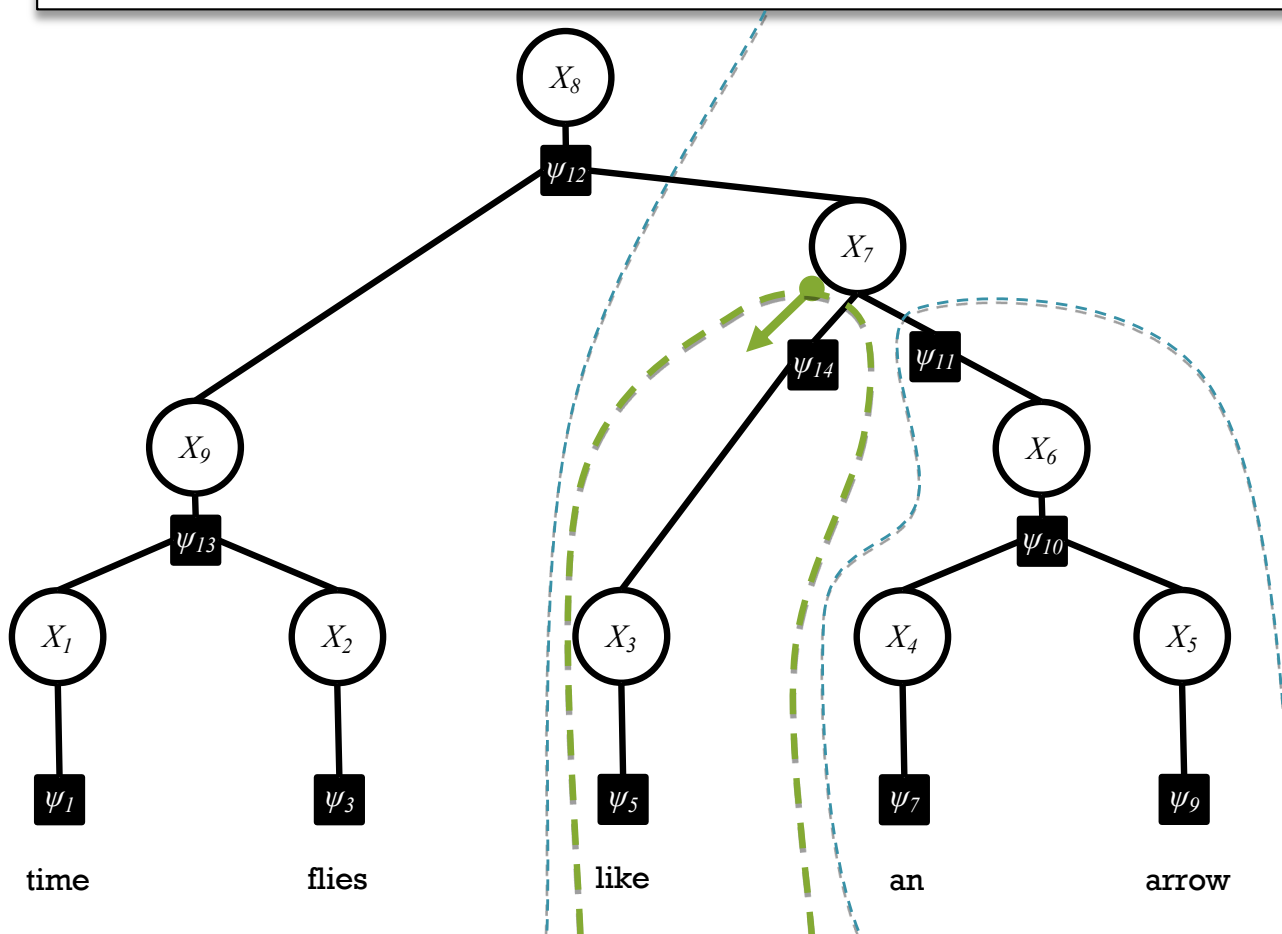 X₈
ψ₁₂
X₇
ψ₁₄ ψ₁₁
X₉ X₆
ψ₁₃ ψ₁₀
X₁ X₂ X₃ X₄ X₅
ψ₁ ψ₃ ψ₅ ψ₇ ψ₉
time flies like an arrow